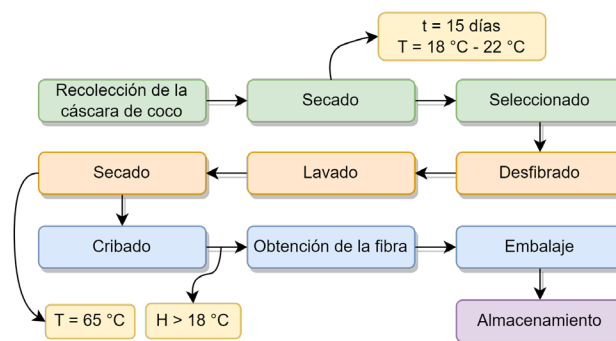 t = 15 días
T = 18 °C - 22 °C
Recolección de la
cáscara de coco
Secado
Seleccionado
Secado
Lavado
Desfibrado
Cribado
Obtención de la fibra
Embalaje
T = 65 °C
H > 18 °C
Almacenamiento